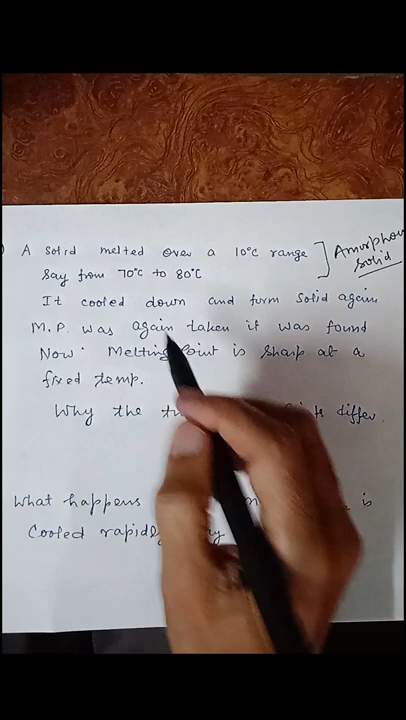 A solid melted over a 10°C range
Say from 70°C to 80°C
Amorphou
solid
It cooled down and form solid again
M.P. was again taken it was found
Now Melting Point is sharp at a
fixed temp.
Why the differ.
What happens is
Cooled